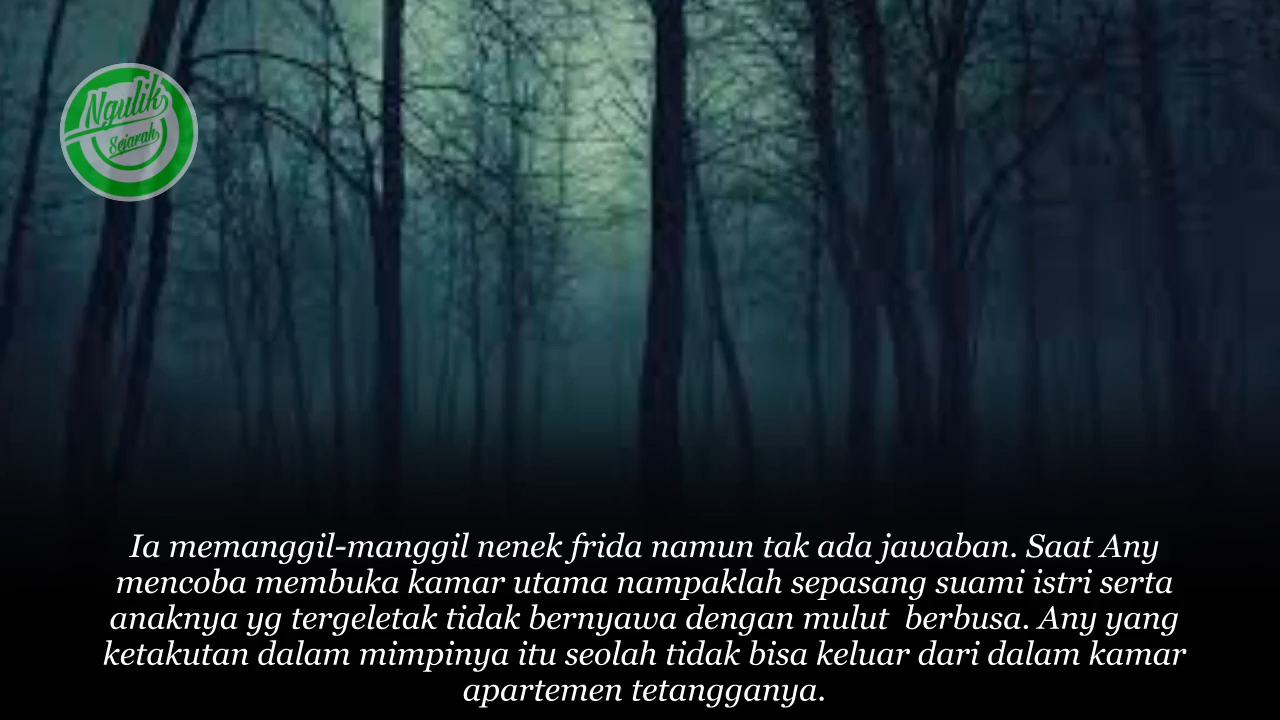 Ngulik
Sejarah
Ia memanggil-manggil nenek frida namun tak ada jawaban. Saat Any
mencoba membuka kamar utama nampaklah sepasang suami istri serta
anaknya yg tergeletak tidak bernyawa dengan mulut  berbusa. Any yang
ketakutan dalam mimpinya itu seolah tidak bisa keluar dari dalam kamar
apartemen tetangganya.